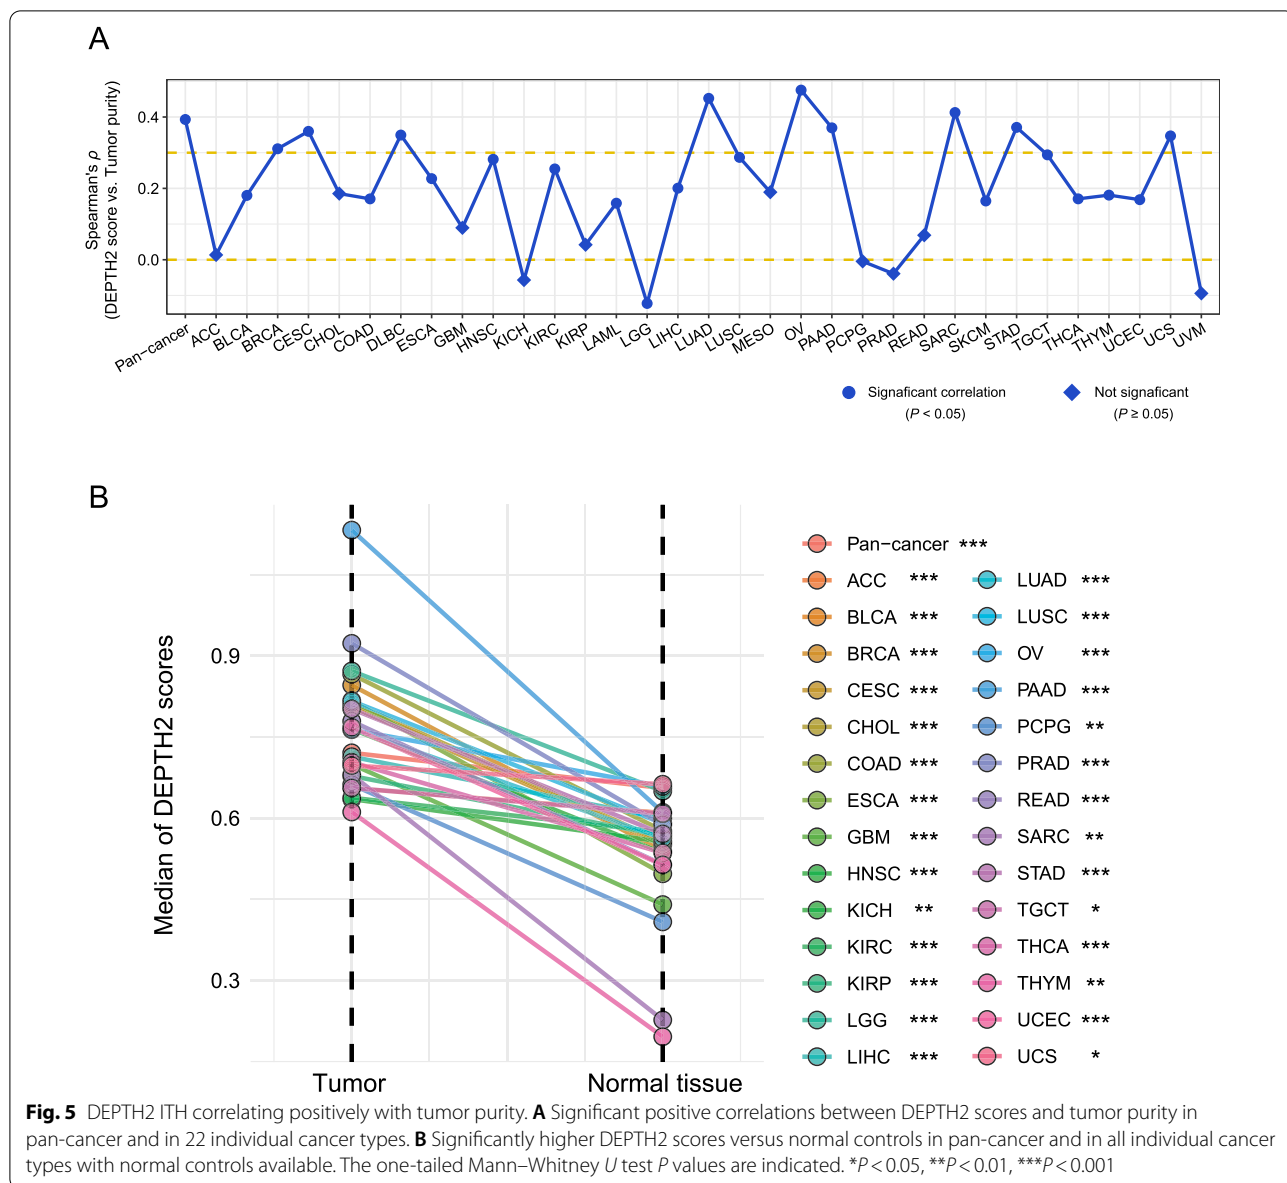 A
Spearman's ρ
(DEPTH2 score vs. Tumor purity)
0.4
0.2
0.0
Pan−cancer
ACC
BLCA
BRCA
CESC
CHOL
COAD
DLBC
ESCA
GBM
HNSC
KICH
KIRC
KIRP
LAML
LGG
LIHC
LUAD
LUSC
MESO
OV
PAAD
PCPG
PRAD
READ
SARC
SKCM
STAD
TGCT
THCA
THYM
UCEC
UCS
UVM
Signaficant correlation
(P < 0.05)
Not signaficant
(P ≥ 0.05)
B
Median of DEPTH2 scores
0.9
0.6
0.3
Tumor
Normal tissue
Pan−cancer ***
ACC ***
BLCA ***
BRCA ***
CESC ***
CHOL ***
COAD ***
ESCA ***
GBM ***
HNSC ***
KICH **
KIRC ***
KIRP ***
LGG ***
LIHC ***
LUAD ***
LUSC ***
OV ***
PAAD ***
PCPG **
PRAD ***
READ ***
SARC **
STAD ***
TGCT *
THCA ***
THYM **
UCEC ***
UCS *
Fig. 5 DEPTH2 ITH correlating positively with tumor purity. A Significant positive correlations between DEPTH2 scores and tumor purity in
pan-cancer and in 22 individual cancer types. B Significantly higher DEPTH2 scores versus normal controls in pan-cancer and in all individual cancer
types with normal controls available. The one-tailed Mann–Whitney U test P values are indicated. *P < 0.05, **P < 0.01, ***P < 0.001